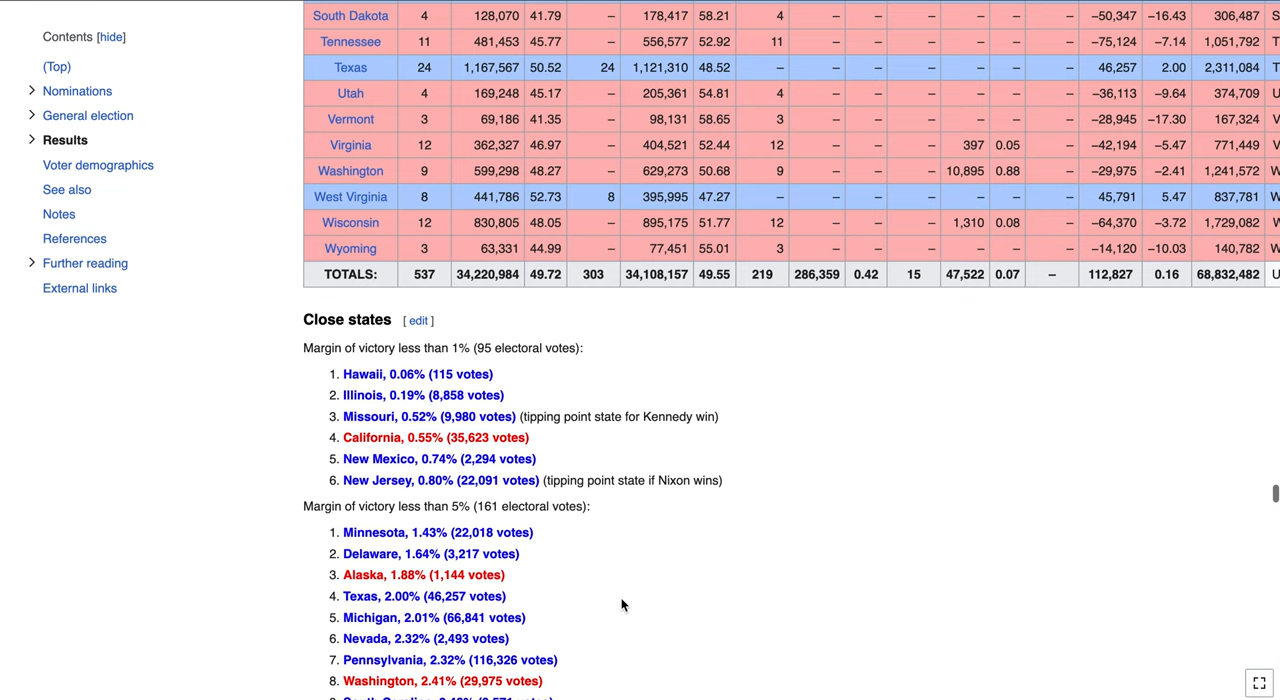 Contents [hide]
(Top)
Nominations
General election
Results
Voter demographics
See also
Notes
References
Further reading
External links
South Dakota 4 128,070 41.79 – 178,417 58.21 4 – – – – – – –50,347 –16.43 306,487 S
Tennessee 11 481,453 45.77 – 556,577 52.92 11 – – – – – – –75,124 –7.14 1,051,792 T
Texas 24 1,167,567 50.52 24 1,121,310 48.52 – – – – – – – 46,257 2.00 2,311,084 T
Utah 4 169,248 45.17 – 205,361 54.81 4 – – – – – – –36,113 –9.64 374,709 U
Vermont 3 69,186 41.35 – 98,131 58.65 3 – – – – – – –28,945 –17.30 167,324 V
Virginia 12 362,327 46.97 – 404,521 52.44 12 – – – 397 0.05 – –42,194 –5.47 771,449 V
Washington 9 599,298 48.27 – 629,273 50.68 9 – – – 10,895 0.88 – –29,975 –2.41 1,241,572 W
West Virginia 8 441,786 52.73 8 395,995 47.27 – – – – – – – 45,791 5.47 837,781 W
Wisconsin 12 830,805 48.05 – 895,175 51.77 12 – – – 1,310 0.08 – –64,370 –3.72 1,729,082 W
Wyoming 3 63,331 44.99 – 77,451 55.01 3 – – – – – – –14,120 –10.03 140,782 W
TOTALS: 537 34,220,984 49.72 303 34,108,157 49.55 219 286,359 0.42 15 47,522 0.07 – 112,827 0.16 68,832,482 U
Close states [ edit ]
Margin of victory less than 1% (95 electoral votes):
1. Hawaii, 0.06% (115 votes)
2. Illinois, 0.19% (8,858 votes)
3. Missouri, 0.52% (9,980 votes) (tipping point state for Kennedy win)
4. California, 0.55% (35,623 votes)
5. New Mexico, 0.74% (2,294 votes)
6. New Jersey, 0.80% (22,091 votes) (tipping point state if Nixon wins)
Margin of victory less than 5% (161 electoral votes):
1. Minnesota, 1.43% (22,018 votes)
2. Delaware, 1.64% (3,217 votes)
3. Alaska, 1.88% (1,144 votes)
4. Texas, 2.00% (46,257 votes)
5. Michigan, 2.01% (66,841 votes)
6. Nevada, 2.32% (2,493 votes)
7. Pennsylvania, 2.32% (116,326 votes)
8. Washington, 2.41% (29,975 votes)